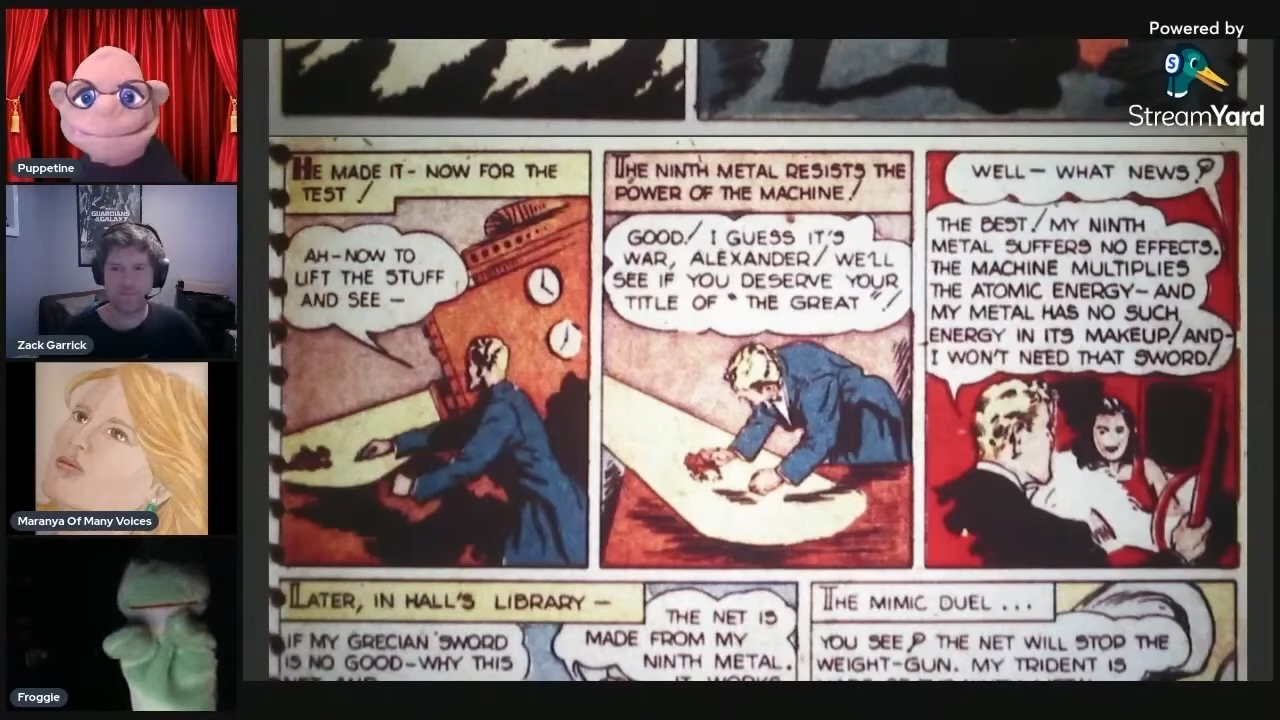 Powered by
StreamYard
Puppetine
GUARDIANS
GALAXY
Zack Garrick
Maranya Of Many Voices
Froggie
HE MADE IT - NOW FOR THE
TEST!
AH - NOW TO
LIFT THE STUFF
AND SEE —
THE NINTH METAL RESISTS THE
POWER OF THE MACHINE!
GOOD! I GUESS IT'S
WAR, ALEXANDER! WE'LL
SEE IF YOU DESERVE YOUR
TITLE OF "THE GREAT"!
WELL — WHAT NEWS?
THE BEST! MY NINTH
METAL SUFFERS NO EFFECTS.
THE MACHINE MULTIPLIES
THE ATOMIC ENERGY - AND
MY METAL HAS NO SUCH
ENERGY IN ITS MAKEUP! AND -
I WON'T NEED THAT SWORD!
LATER, IN HALL'S LIBRARY —
IF MY GRECIAN SWORD
IS NO GOOD - WHY THIS
THE NET IS
MADE FROM MY
NINTH METAL.
IT WORKS
THE MIMIC DUEL ...
YOU SEE? THE NET WILL STOP THE
WEIGHT-GUN. MY TRIDENT IS